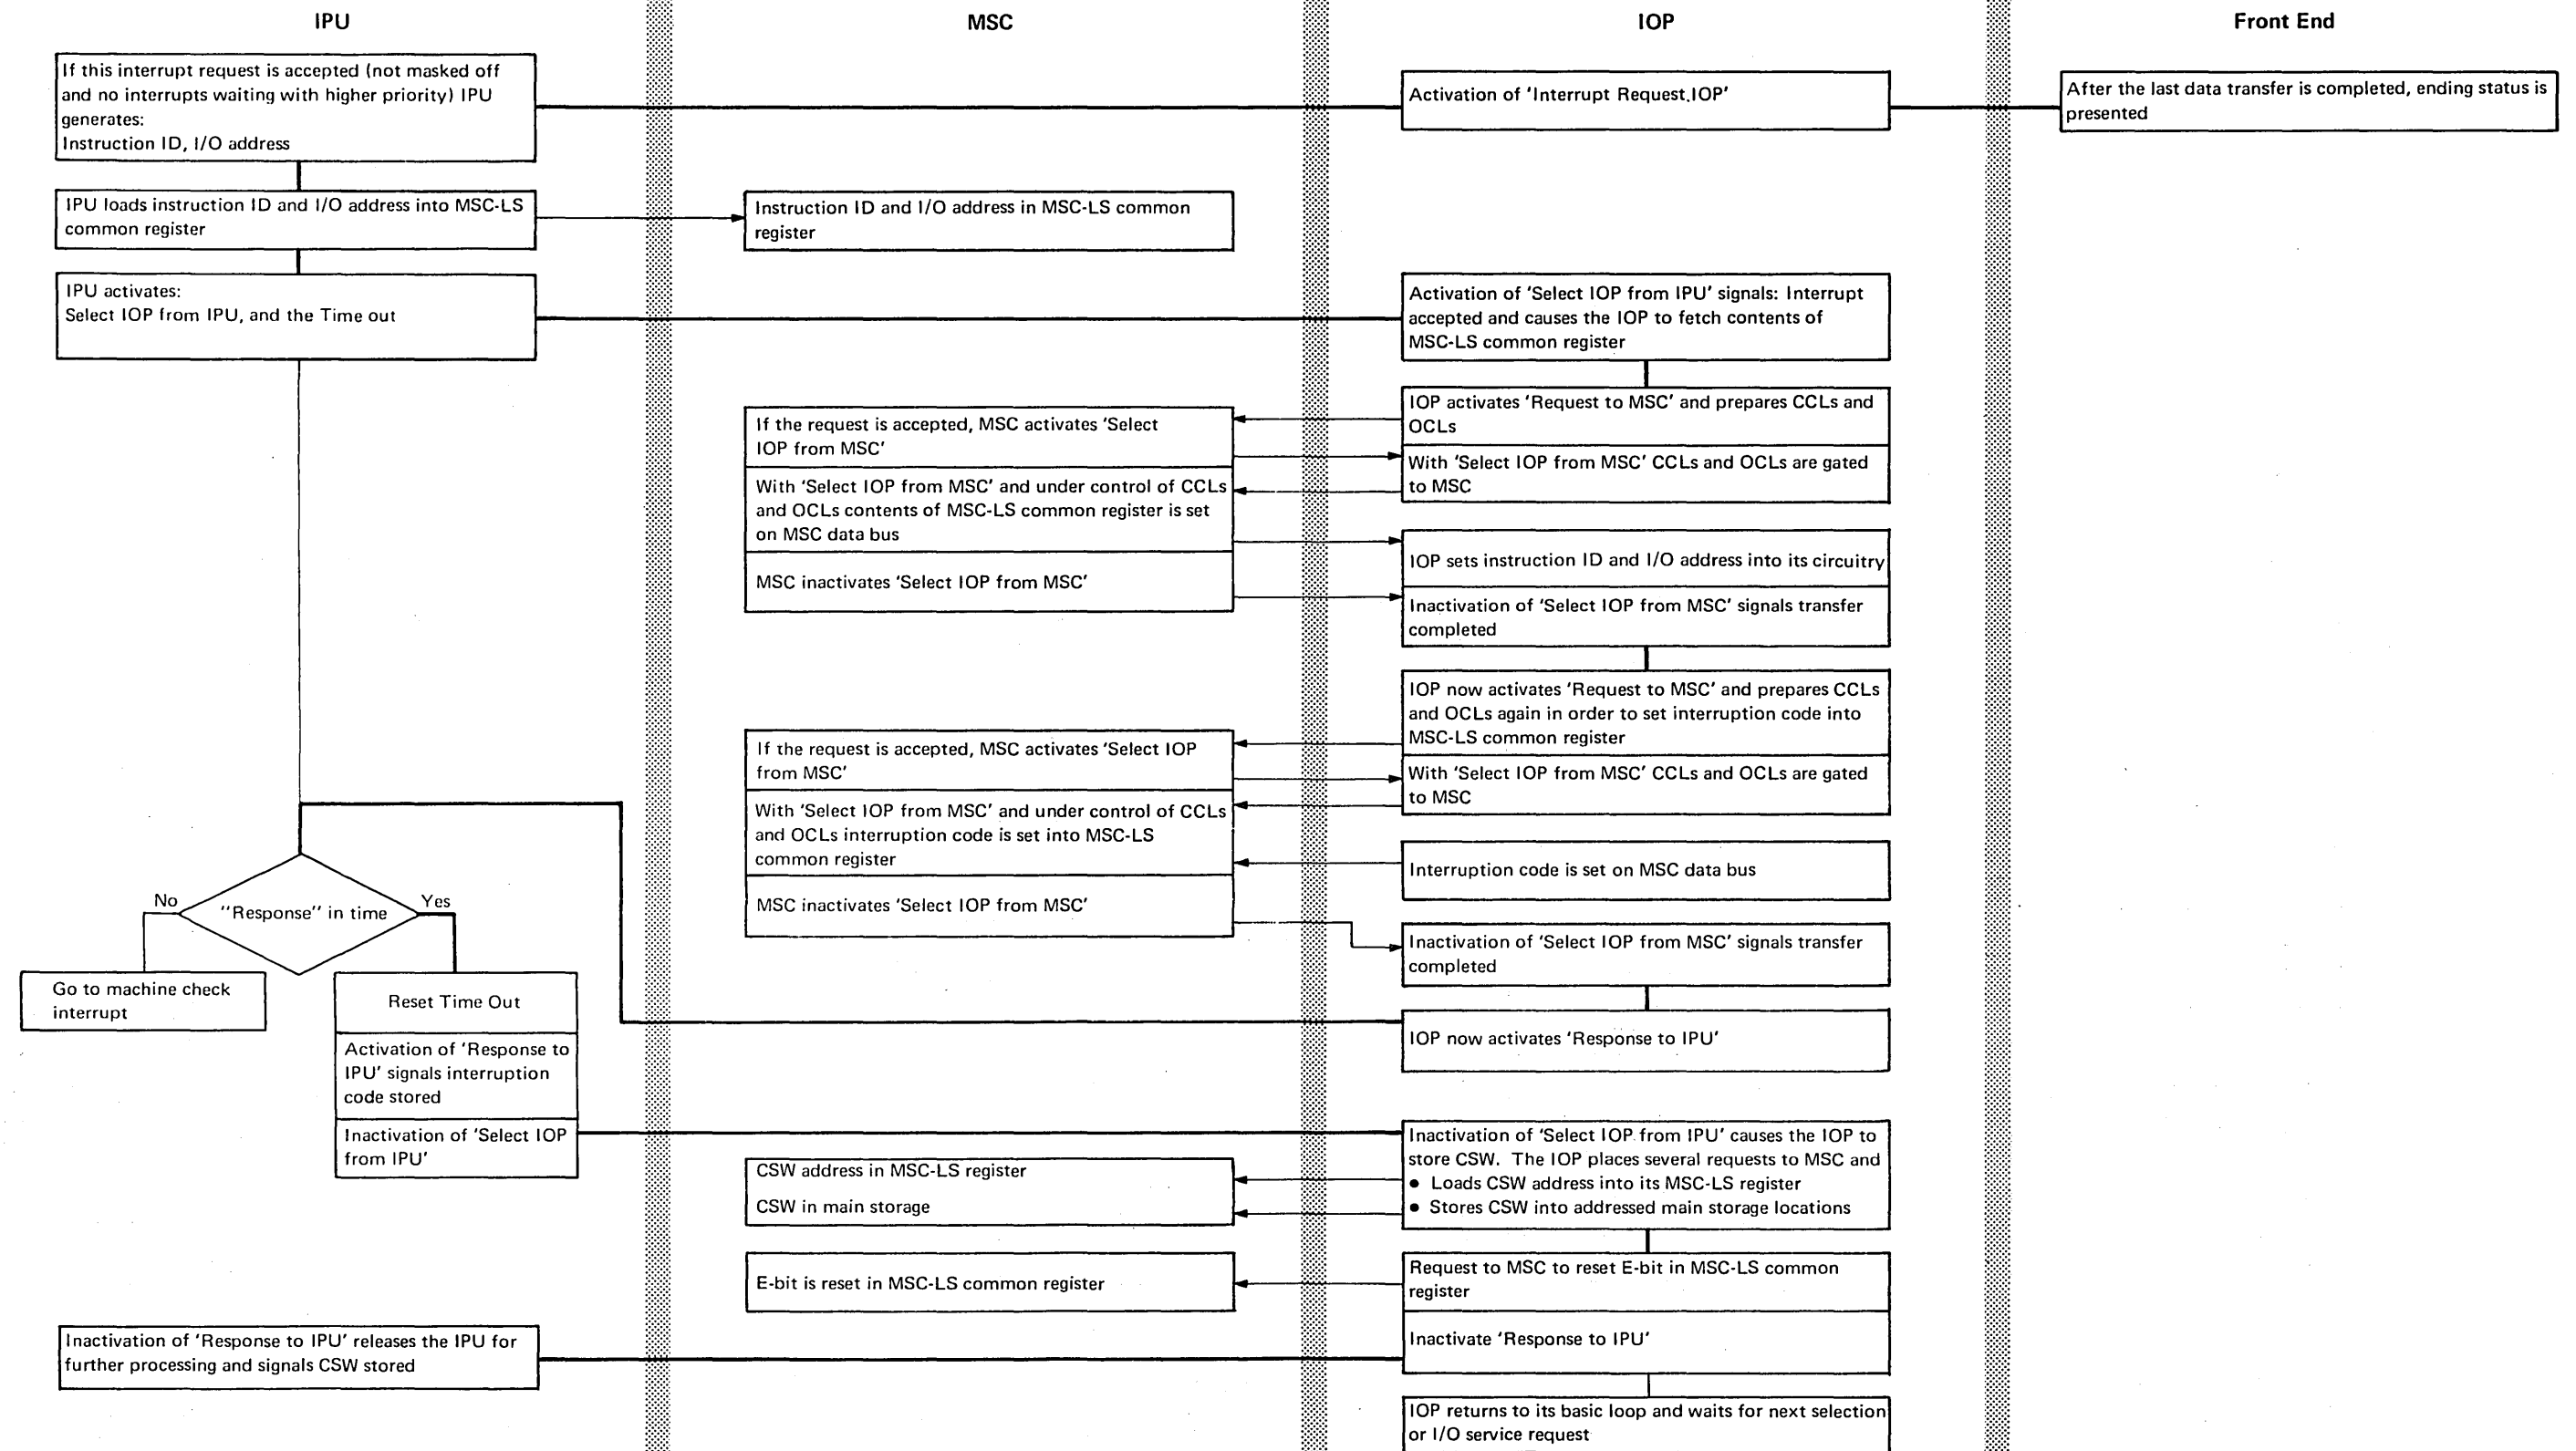 IPU
MSC
IOP
Front End
If this interrupt request is accepted (not masked off
and no interrupts waiting with higher priority) IPU
generates:
Instruction ID, I/O address
Activation of 'Interrupt Request.IOP'
After the last data transfer is completed, ending status is
presented
IPU loads instruction ID and I/O address into MSC-LS
common register
Instruction ID and I/O address in MSC-LS common
register
IPU activates:
Select IOP from IPU, and the Time out
Activation of 'Select IOP from IPU' signals: Interrupt
accepted and causes the IOP to fetch contents of
MSC-LS common register
IOP activates 'Request to MSC' and prepares CCLs and
OCLs
If the request is accepted, MSC activates 'Select
IOP from MSC'
With 'Select IOP from MSC' CCLs and OCLs are gated
to MSC
With 'Select IOP from MSC' and under control of CCLs
and OCLs contents of MSC-LS common register is set
on MSC data bus
IOP sets instruction ID and I/O address into its circuitry
MSC inactivates 'Select IOP from MSC'
Inactivation of 'Select IOP from MSC' signals transfer
completed
IOP now activates 'Request to MSC' and prepares CCLs
and OCLs again in order to set interruption code into
MSC-LS common register
If the request is accepted, MSC activates 'Select IOP
from MSC'
With 'Select IOP from MSC' CCLs and OCLs are gated
to MSC
With 'Select IOP from MSC' and under control of CCLs
and OCLs interruption code is set into MSC-LS
common register
Interruption code is set on MSC data bus
MSC inactivates 'Select IOP from MSC'
Inactivation of 'Select IOP from MSC' signals transfer
completed
No
"Response" in time
Yes
Go to machine check
interrupt
Reset Time Out
IOP now activates 'Response to IPU'
Activation of 'Response to
IPU' signals interruption
code stored
Inactivation of 'Select IOP
from IPU'
Inactivation of 'Select IOP from IPU' causes the IOP to
store CSW. The IOP places several requests to MSC and
• Loads CSW address into its MSC-LS register
• Stores CSW into addressed main storage locations
CSW address in MSC-LS register
CSW in main storage
E-bit is reset in MSC-LS common register
Request to MSC to reset E-bit in MSC-LS common
register
Inactivate 'Response to IPU'
Inactivation of 'Response to IPU' releases the IPU for
further processing and signals CSW stored
IOP returns to its basic loop and waits for next selection
or I/O service request